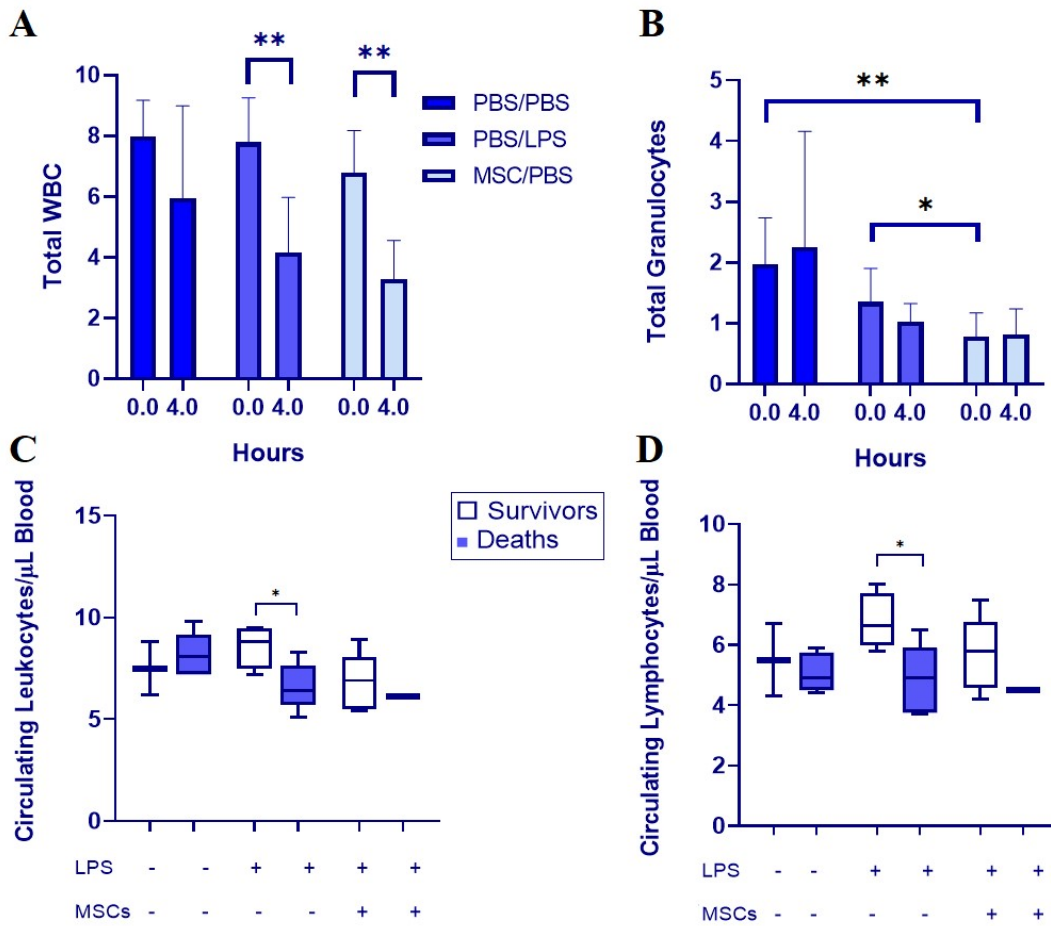 A
Total WBC
10
8
6
4
2
0
**
**
0.0 4.0 0.0 4.0 0.0 4.0
Hours
PBS/PBS
PBS/LPS
MSC/PBS
B
Total Granulocytes
5
4
3
2
1
0
**
*
0.0 4.0 0.0 4.0 0.0 4.0
Hours
C
Circulating Leukocytes/μL Blood
15
10
5
0
*
LPS - - + + + +
MSCs - - - - + +
Survivors
Deaths
D
Circulating Lymphocytes/μL Blood
10
8
6
4
2
0
*
LPS - - + + + +
MSCs - - - - + +